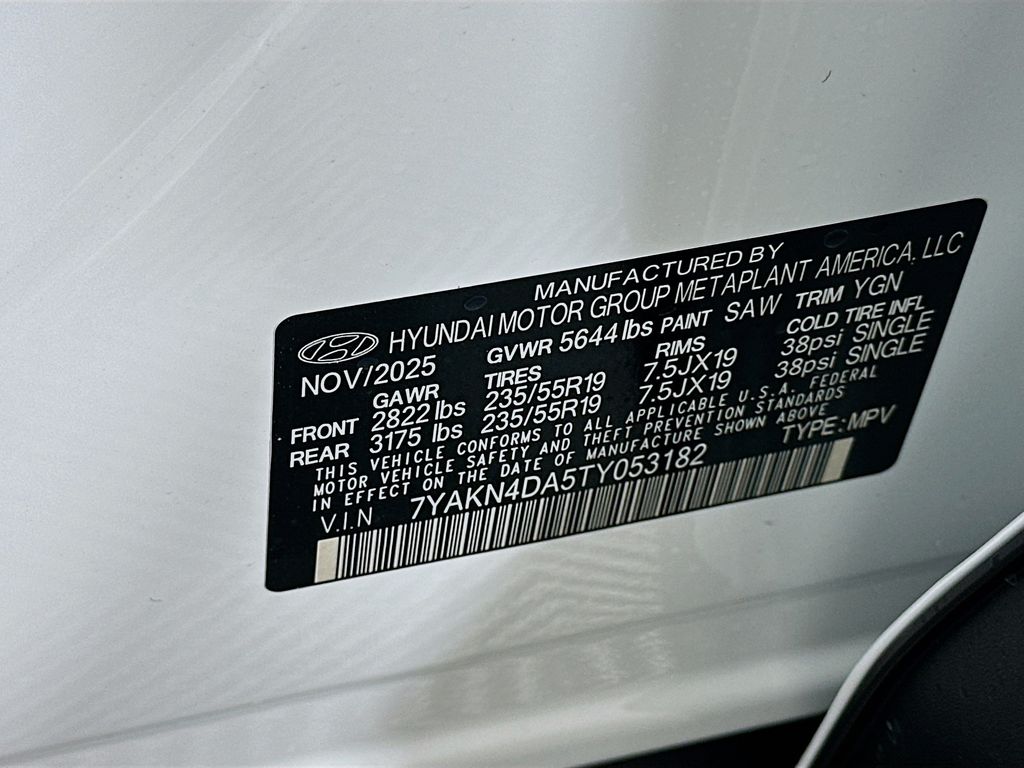 MANUFACTURED BY
HYUNDAI MOTOR GROUP METAPLANT AMERICA, LLC
NOV/2025 GVWR 5644 lbs PAINT SAW TRIM YGN
GAWR TIRES RIMS COLD TIRE INFL
FRONT 2822 lbs 235/55R19 7.5JX19 38psi SINGLE
REAR 3175 lbs 235/55R19 7.5JX19 38psi SINGLE
THIS VEHICLE CONFORMS TO ALL APPLICABLE U.S.A. FEDERAL
MOTOR VEHICLE SAFETY AND THEFT PREVENTION STANDARDS
IN EFFECT ON THE DATE OF MANUFACTURE SHOWN ABOVE
V.I.N 7YAKN4DA5TY053182 TYPE:MPV